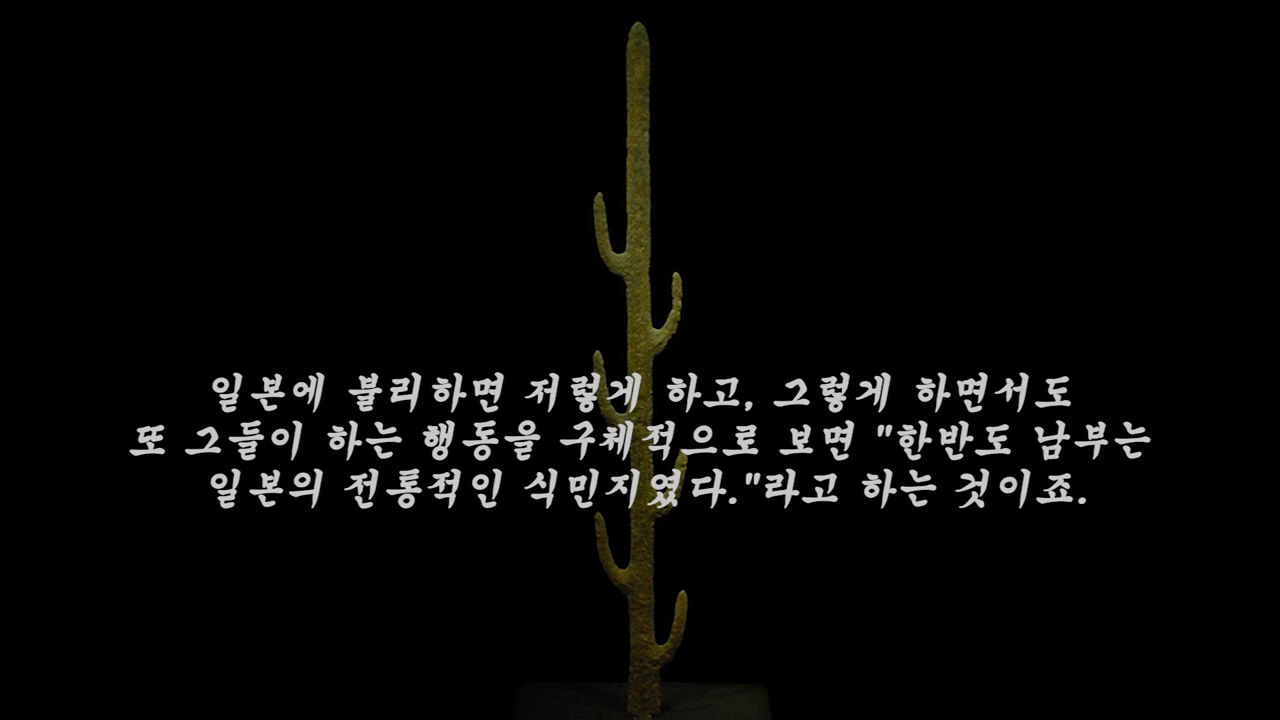 일본에 불리하면 저렇게 하고, 그렇게 하면서도
또 그들이 하는 행동을 구체적으로 보면 "한반도 남부는
일본의 전통적인 식민지였다."라고 하는 것이죠.